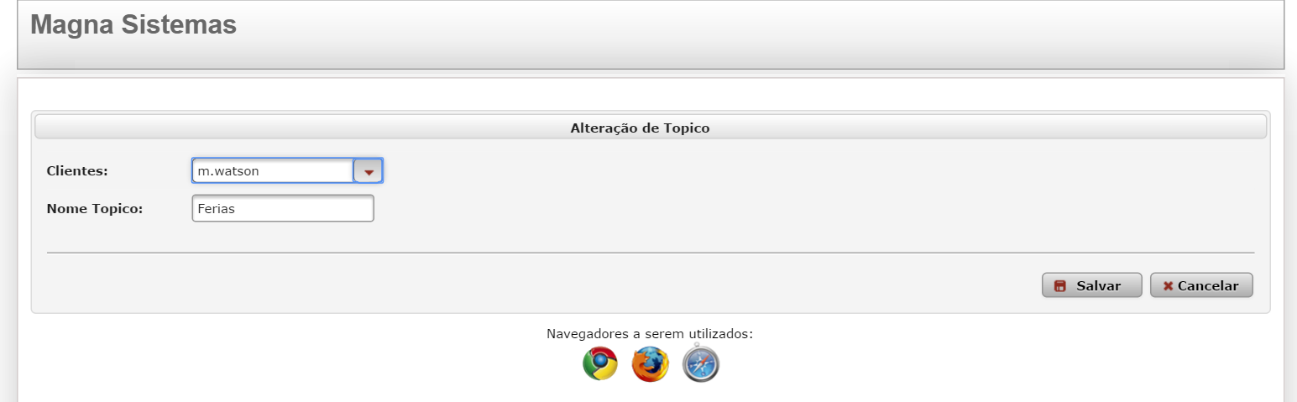 Magna Sistemas
Alteração de Topico
Clientes: m.watson
Nome Topico: Ferias
Salvar Cancelar
Navegadores a serem utilizados: